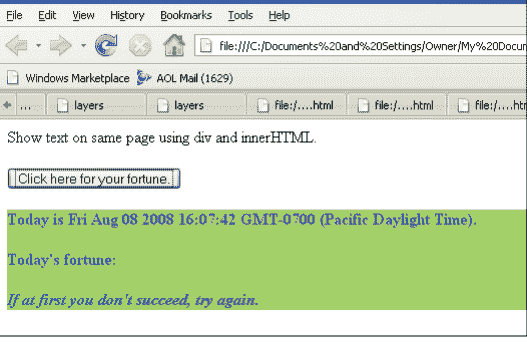 File Edit View History Bookmarks Tools Help
file:///C:/Documents%20and%20Settings/Owner/My%20Docum
Windows Marketplace AOL Mail (1629)
... layers layers file:/....html file:/....html file:/....ht
Show text on same page using div and innerHTML.
Click here for your fortune.
Today is Fri Aug 08 2008 16:07:42 GMT-0700 (Pacific Daylight Time).
Today's fortune:
If at first you don't succeed, try again.